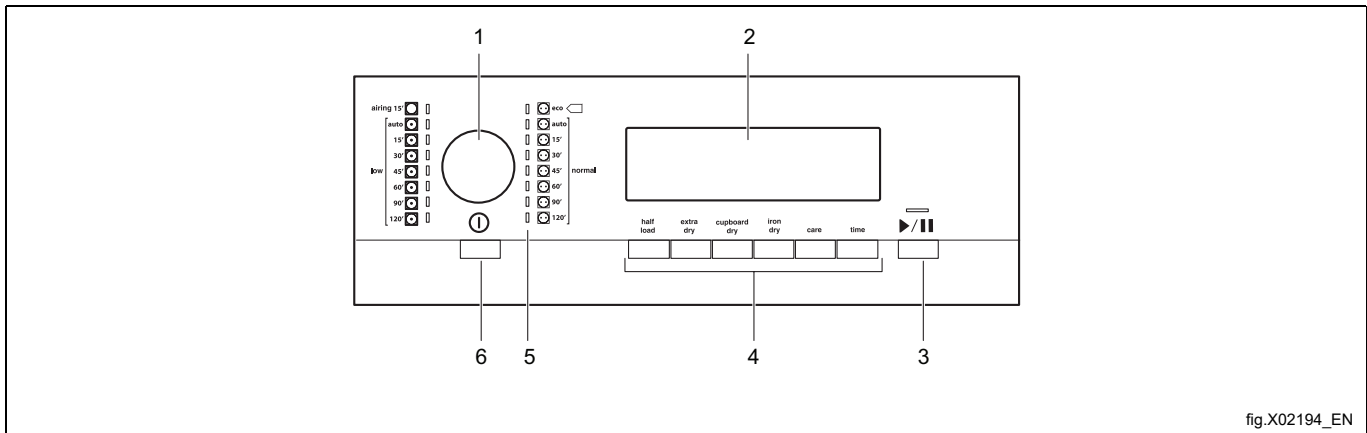 1
2
airing 15'
auto
15'
30'
low 45'
60'
90'
120'
eco
auto
15'
30'
45' normal
60'
90'
120'
half load
extra dry
cupboard dry
iron dry
care
time
6
5
4
3
fig.X02194_EN